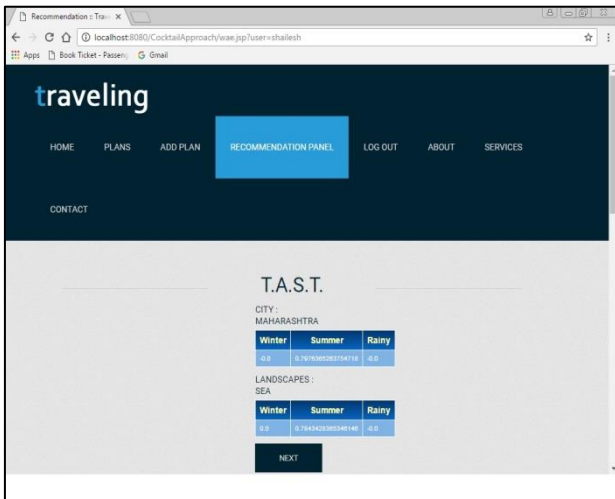 Recommendation :: Trav
localhost:8080/CocktailApproach/wae.jsp?user=shailesh
Apps Book Ticket - Passeng Gmail
traveling
HOME PLANS ADD PLAN RECOMMENDATION PANEL LOG OUT ABOUT SERVICES
CONTACT
T.A.S.T.
CITY :
MAHARASHTRA
Winter Summer Rainy
-0.0 -0.0
LANDSCAPES :
SEA
Winter Summer Rainy
0.0 -0.0
NEXT